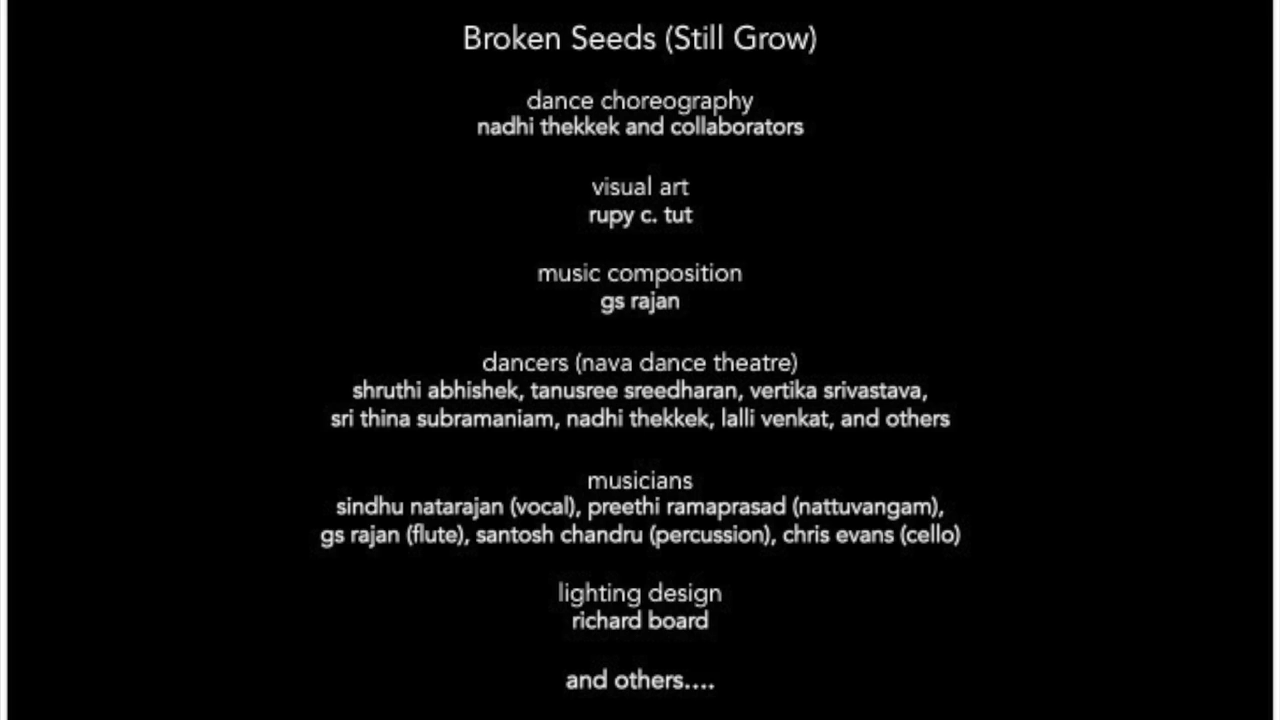 Broken Seeds (Still Grow)
dance choreography
nadhi thekkek and collaborators
visual art
rupy c. tut
music composition
gs rajan
dancers (nava dance theatre)
shruthi abhishek, tanusree sreedharan, vertika srivastava,
sri thina subramaniam, nadhi thekkek, lalli venkat, and others
musicians
sindhu natarajan (vocal), preethi ramaprasad (nattuvangam),
gs rajan (flute), santosh chandru (percussion), chris evans (cello)
lighting design
richard board
and others....